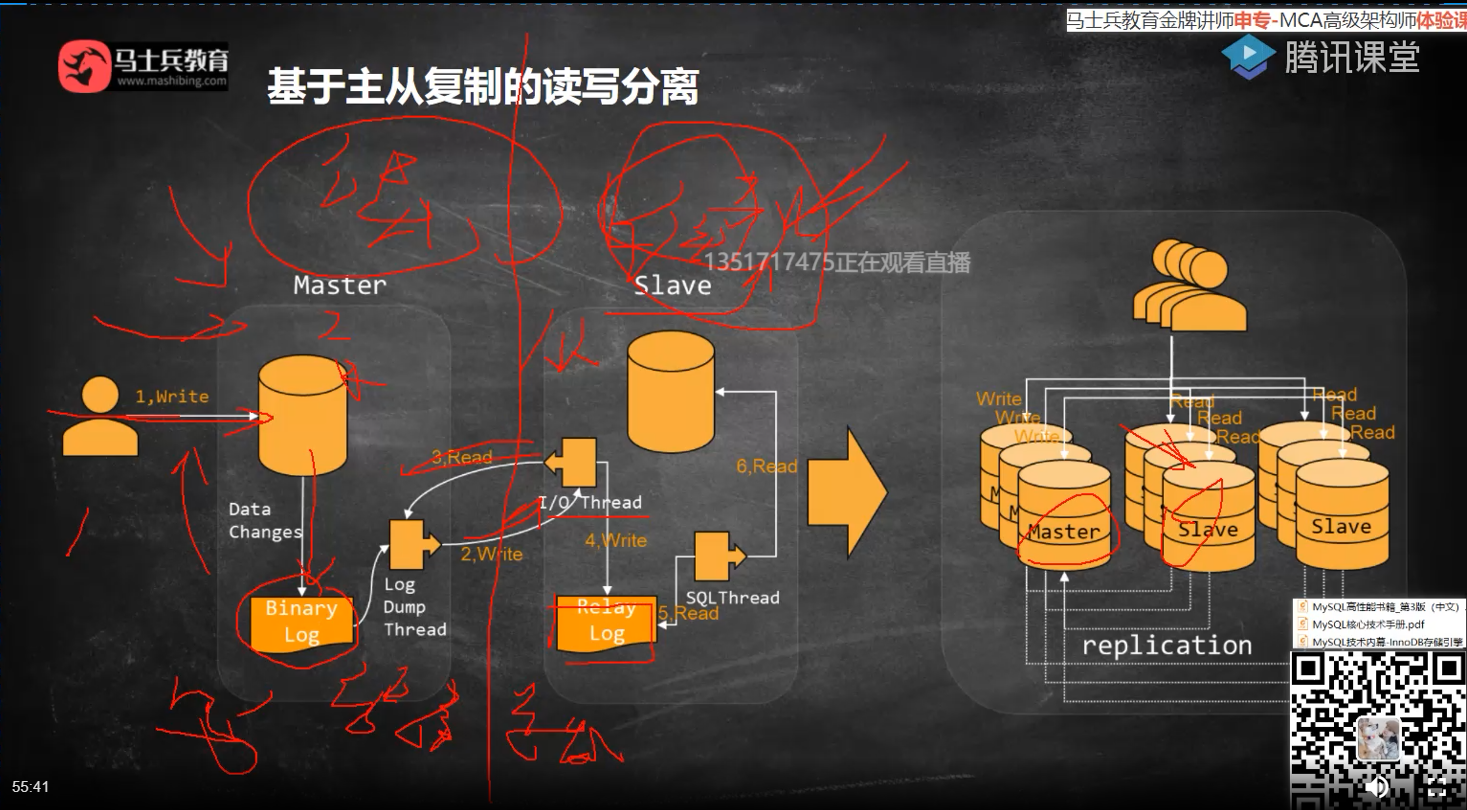 马士兵教育金牌讲师申专-MCA高级架构师体验课
马士兵教育
www.mashibing.com
腾讯课堂
基于主从复制的读写分离
1351717475正在观看直播
Master
Slave
1,Write
3,Read
I/O Thread
2,Write
4,Write
6,Read
Data
Changes
Log
Dump
Thread
Binary
Log
Relay
Log
5,Read
SQLThread
主
从
Write
Write
Write
Read
Read
Read
Read
Read
Read
M
M
Master
Slave
Slave
replication
MySQL高性能书籍_第3版（中文）
MySQL核心技术手册.pdf
MySQL技术内幕-InnoDB存储引擎
55:41